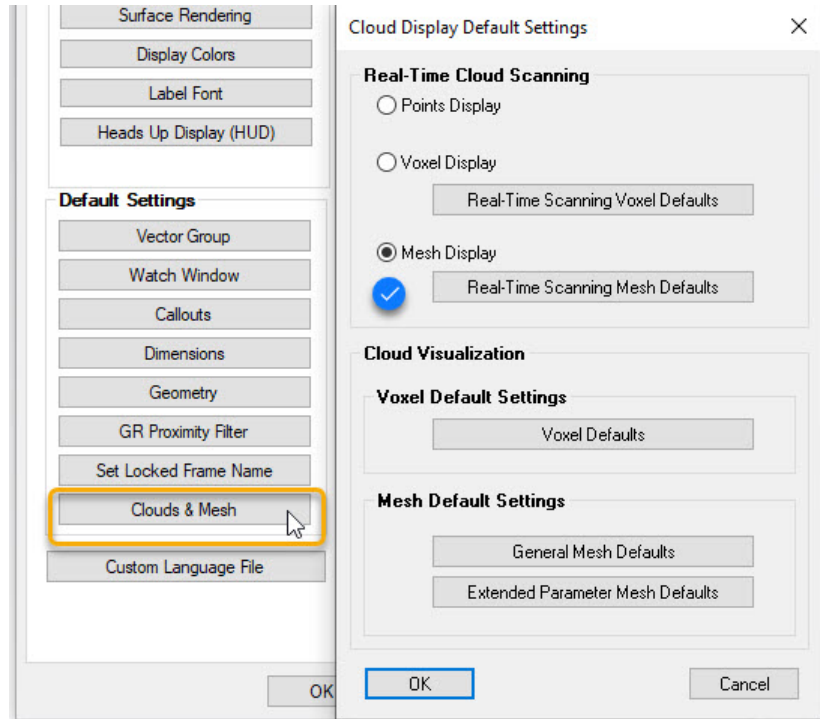 Surface Rendering
Display Colors
Label Font
Heads Up Display (HUD)
Default Settings
Vector Group
Watch Window
Callouts
Dimensions
Geometry
GR Proximity Filter
Set Locked Frame Name
Clouds & Mesh
Custom Language File
OK
Cloud Display Default Settings
Real-Time Cloud Scanning
Points Display
Voxel Display
Real-Time Scanning Voxel Defaults
Mesh Display
Real-Time Scanning Mesh Defaults
Cloud Visualization
Voxel Default Settings
Voxel Defaults
Mesh Default Settings
General Mesh Defaults
Extended Parameter Mesh Defaults
OK
Cancel